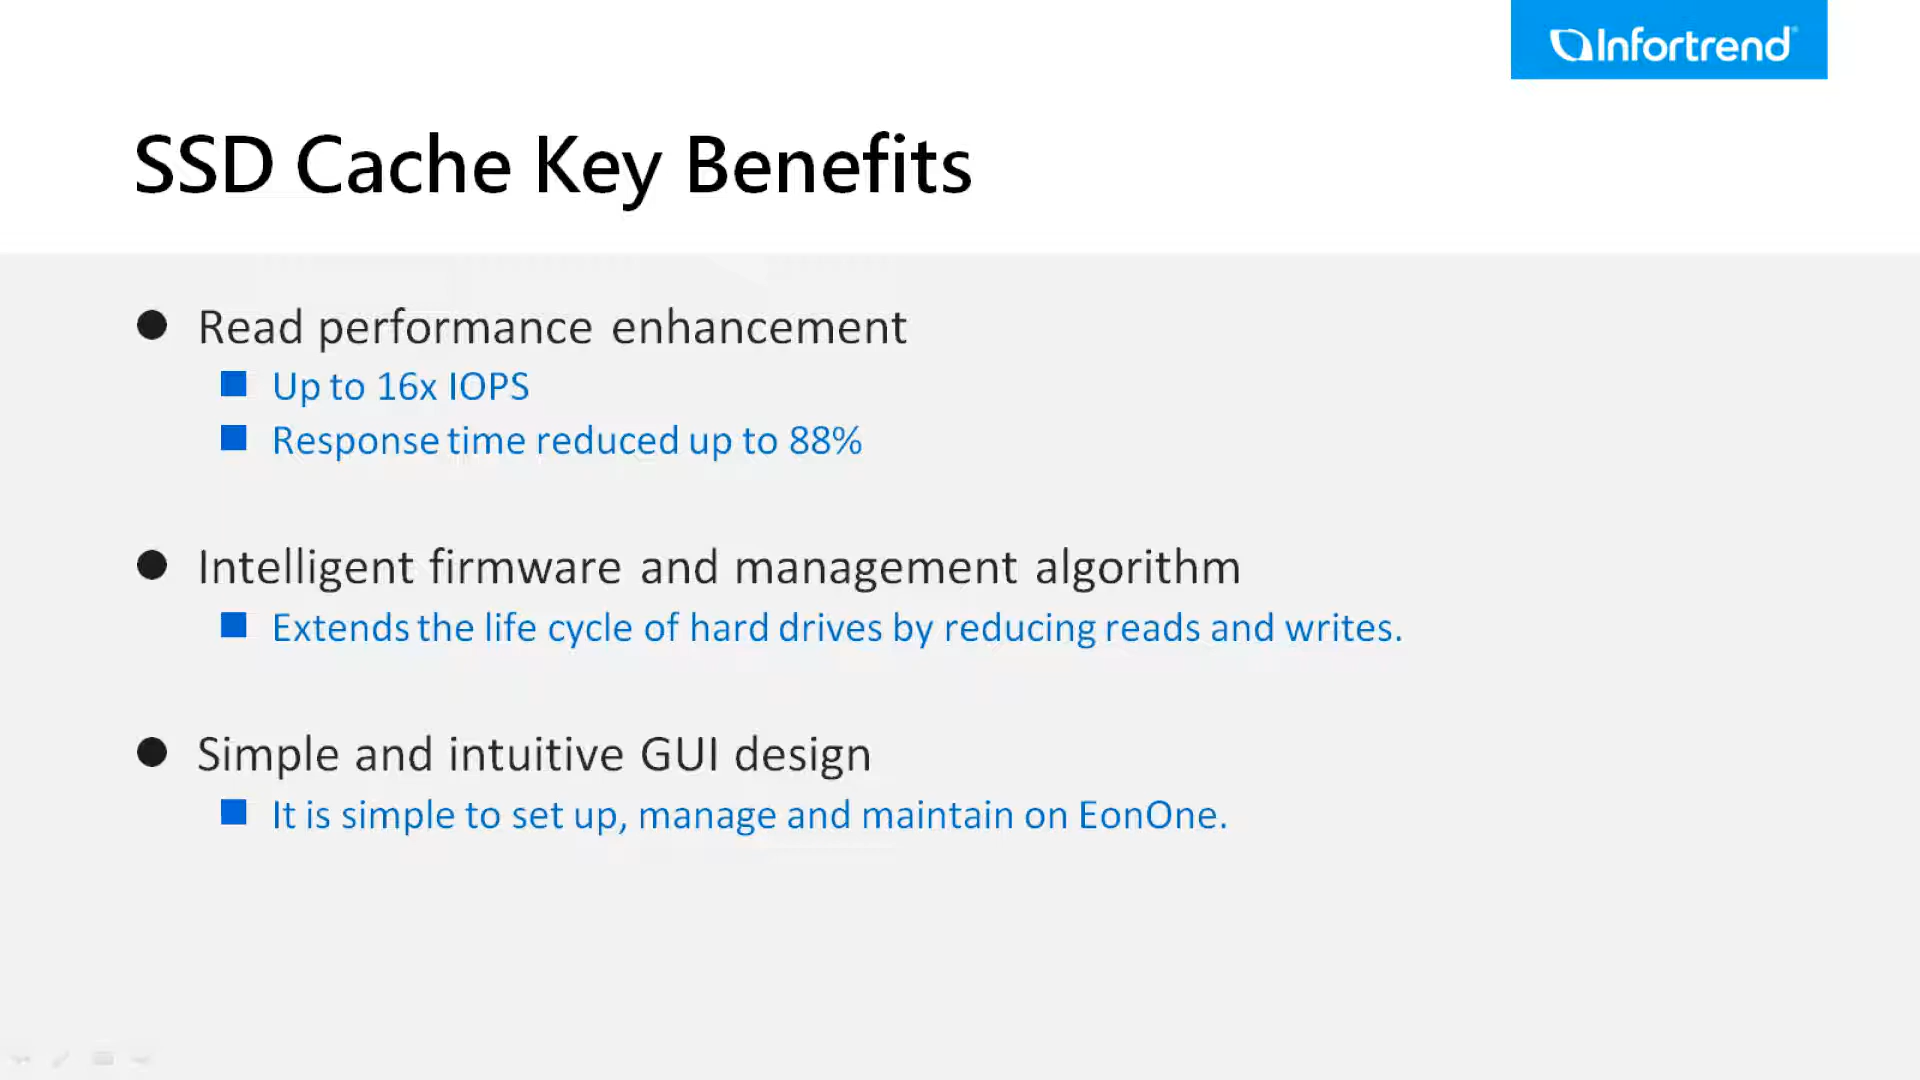 Infortrend
SSD Cache Key Benefits
Read performance enhancement
Up to 16x IOPS
Response time reduced up to 88%
Intelligent firmware and management algorithm
Extends the life cycle of hard drives by reducing reads and writes.
Simple and intuitive GUI design
It is simple to set up, manage and maintain on EonOne.